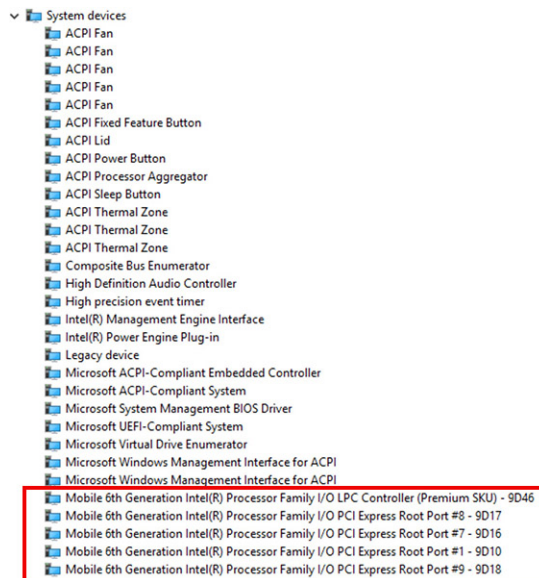 System devices
ACPI Fan
ACPI Fan
ACPI Fan
ACPI Fan
ACPI Fan
ACPI Fixed Feature Button
ACPI Lid
ACPI Power Button
ACPI Processor Aggregator
ACPI Sleep Button
ACPI Thermal Zone
ACPI Thermal Zone
ACPI Thermal Zone
Composite Bus Enumerator
High Definition Audio Controller
High precision event timer
Intel(R) Management Engine Interface
Intel(R) Power Engine Plug-in
Legacy device
Microsoft ACPI-Compliant Embedded Controller
Microsoft ACPI-Compliant System
Microsoft System Management BIOS Driver
Microsoft UEFI-Compliant System
Microsoft Virtual Drive Enumerator
Microsoft Windows Management Interface for ACPI
Microsoft Windows Management Interface for ACPI
Mobile 6th Generation Intel(R) Processor Family I/O LPC Controller (Premium SKU) - 9D46
Mobile 6th Generation Intel(R) Processor Family I/O PCI Express Root Port #8 - 9D17
Mobile 6th Generation Intel(R) Processor Family I/O PCI Express Root Port #7 - 9D16
Mobile 6th Generation Intel(R) Processor Family I/O PCI Express Root Port #1 - 9D10
Mobile 6th Generation Intel(R) Processor Family I/O PCI Express Root Port #9 - 9D18